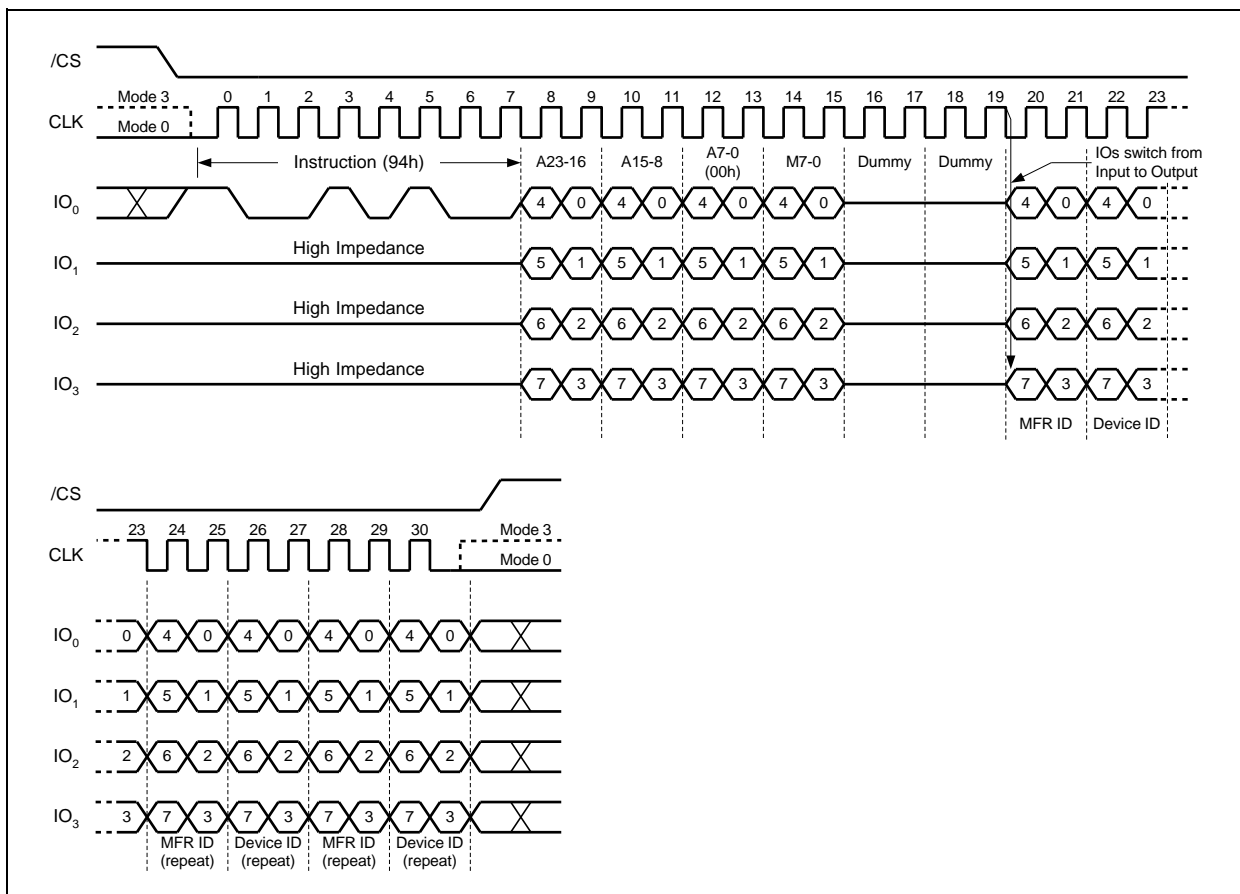 /CS
Mode 3 0 1 2 3 4 5 6 7 8 9 10 11 12 13 14 15 16 17 18 19 20 21 22 23
CLK
Mode 0
Instruction (94h) A23-16 A15-8 A7-0 (00h) M7-0 Dummy Dummy IOs switch from Input to Output
IO0 4 0 4 0 4 0 4 0 4 0 4 0
High Impedance
IO1 5 1 5 1 5 1 5 1 5 1 5 1
High Impedance
IO2 6 2 6 2 6 2 6 2 6 2 6 2
High Impedance
IO3 7 3 7 3 7 3 7 3 7 3 7 3
MFR ID Device ID
/CS
23 24 25 26 27 28 29 30 Mode 3
CLK
Mode 0
IO0 0 4 0 4 0 4 0 4 0
IO1 1 5 1 5 1 5 1 5 1
IO2 2 6 2 6 2 6 2 6 2
IO3 3 7 3 7 3 7 3 7 3
MFR ID Device ID MFR ID Device ID
(repeat) (repeat) (repeat) (repeat)